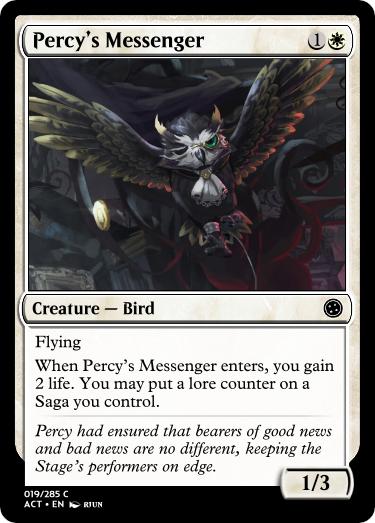 Percy's Messenger 1
Creature — Bird
Flying
When Percy's Messenger enters, you gain
2 life. You may put a lore counter on a
Saga you control.
Percy had ensured that bearers of good news
and bad news are no different, keeping the
Stage's performers on edge.
1/3
019/285 C
ACT • EN RJUN